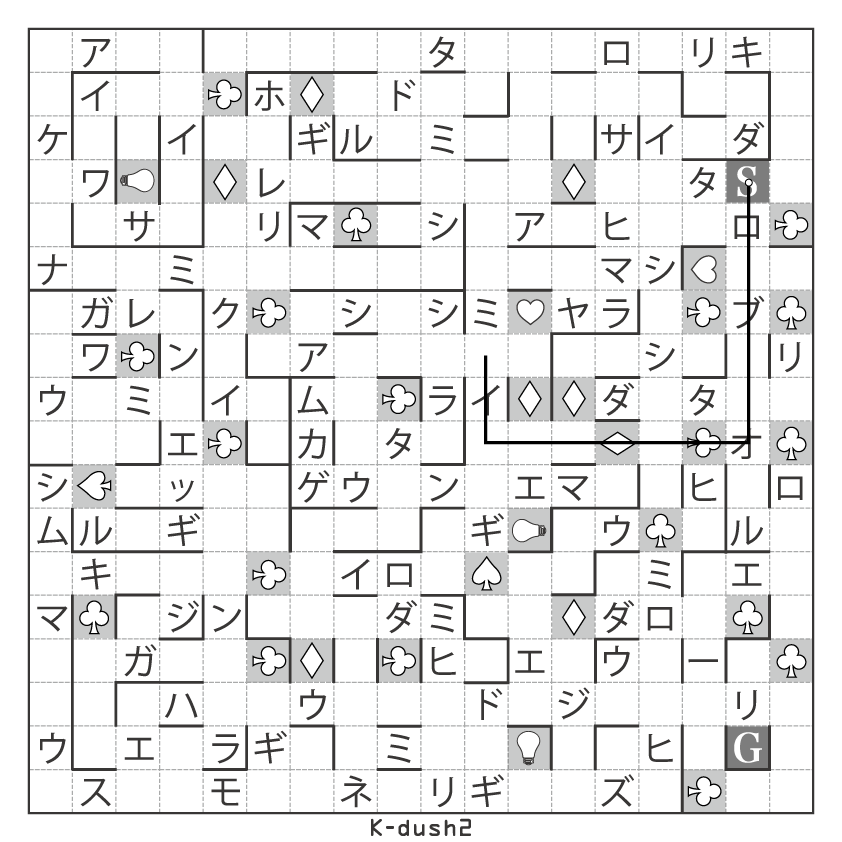 ア タ ロ リ キ
イ ホ ド
ケ イ ギ ル ミ サ イ ダ
ワ レ タ S
サ リ マ シ ア ヒ ロ
ナ ミ マ シ
ガ レ ク シ シ ミ ヤ ラ ブ
ワ ン ア シ リ
ウ ミ イ ム ラ イ ダ タ
エ カ タ オ
シ ッ ゲ ウ ン エ マ ヒ ロ
ム ル ギ ギ ウ ル
キ イ ロ ミ エ
マ ジ ン ダ ミ ダ ロ
ガ ヒ エ ウ ー
ハ ウ ド ジ リ
ウ エ ラ ギ ミ ヒ G
ス モ ネ リ ギ ズ
K-dush2